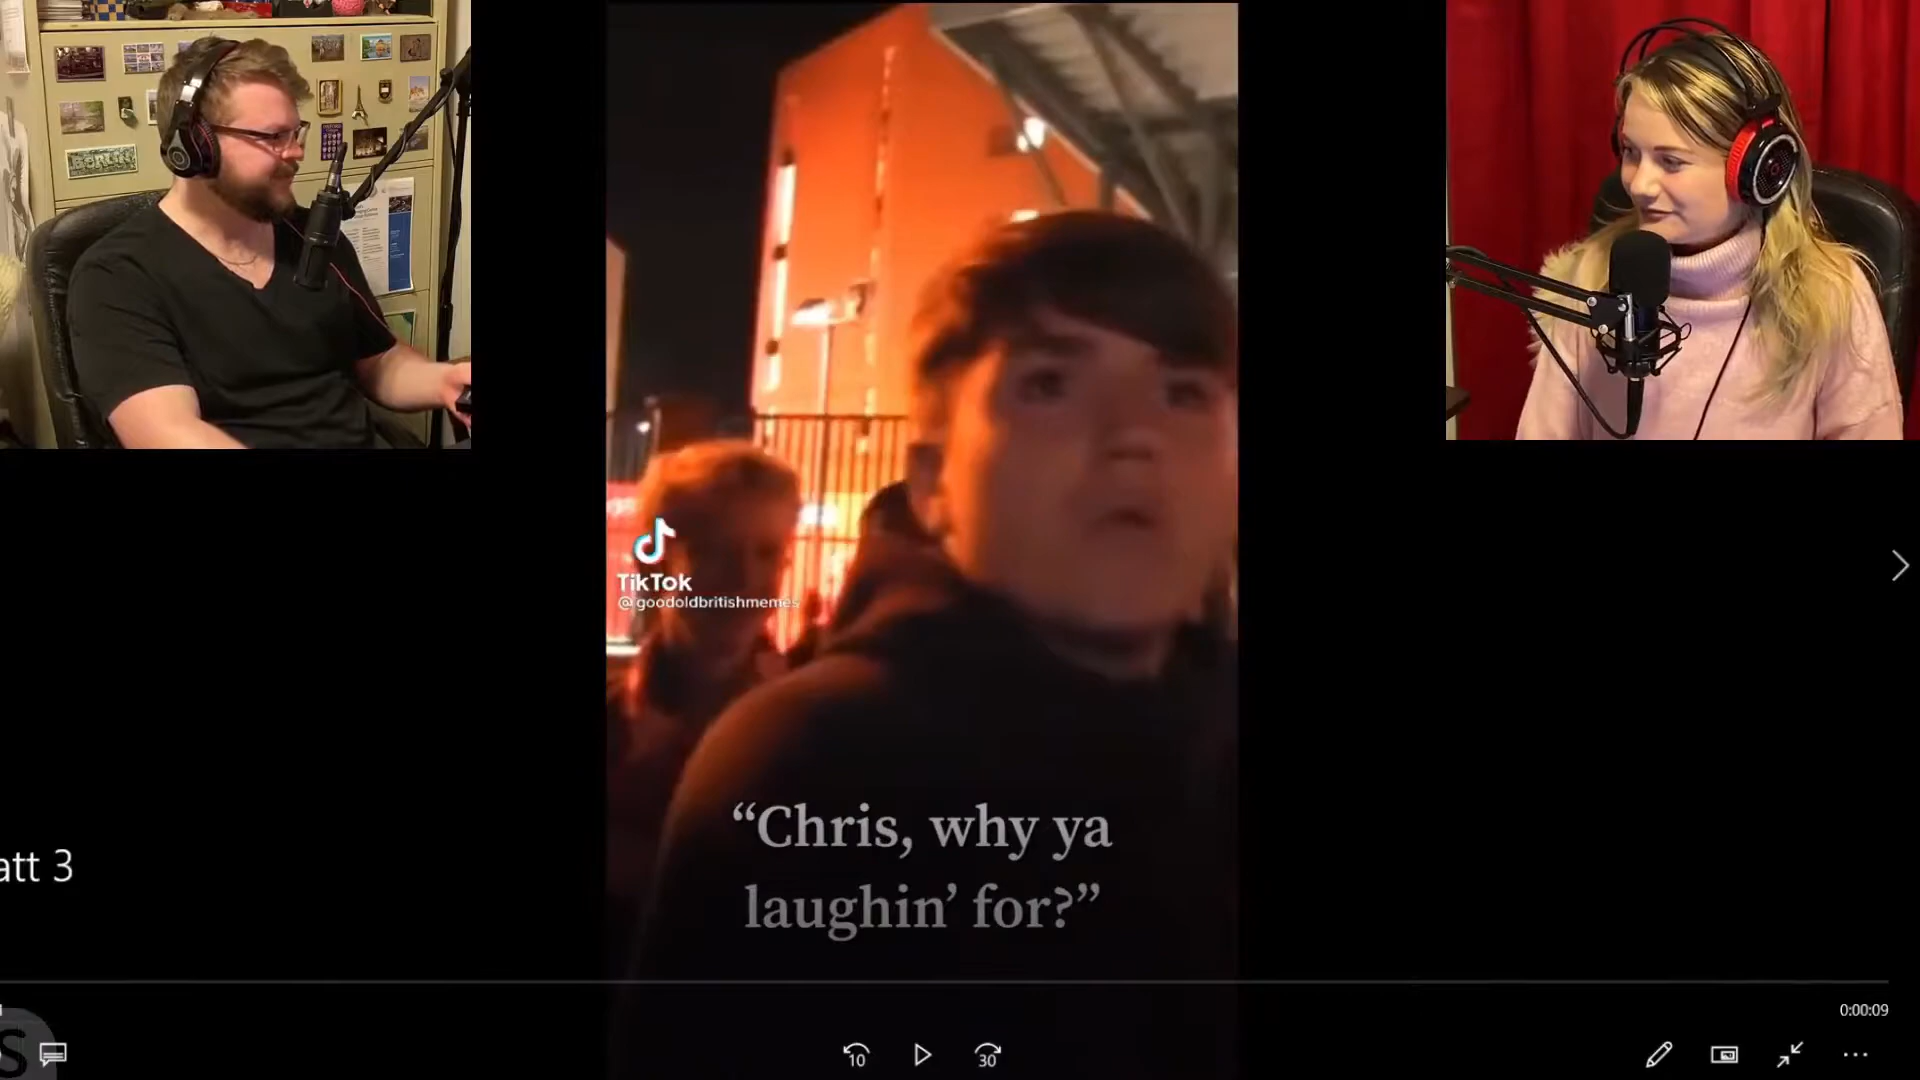 BERLIN
TikTok
@goodoldbritishmemes
“Chris, why ya
laughin’ for?”
att 3
0:00:09
10
30